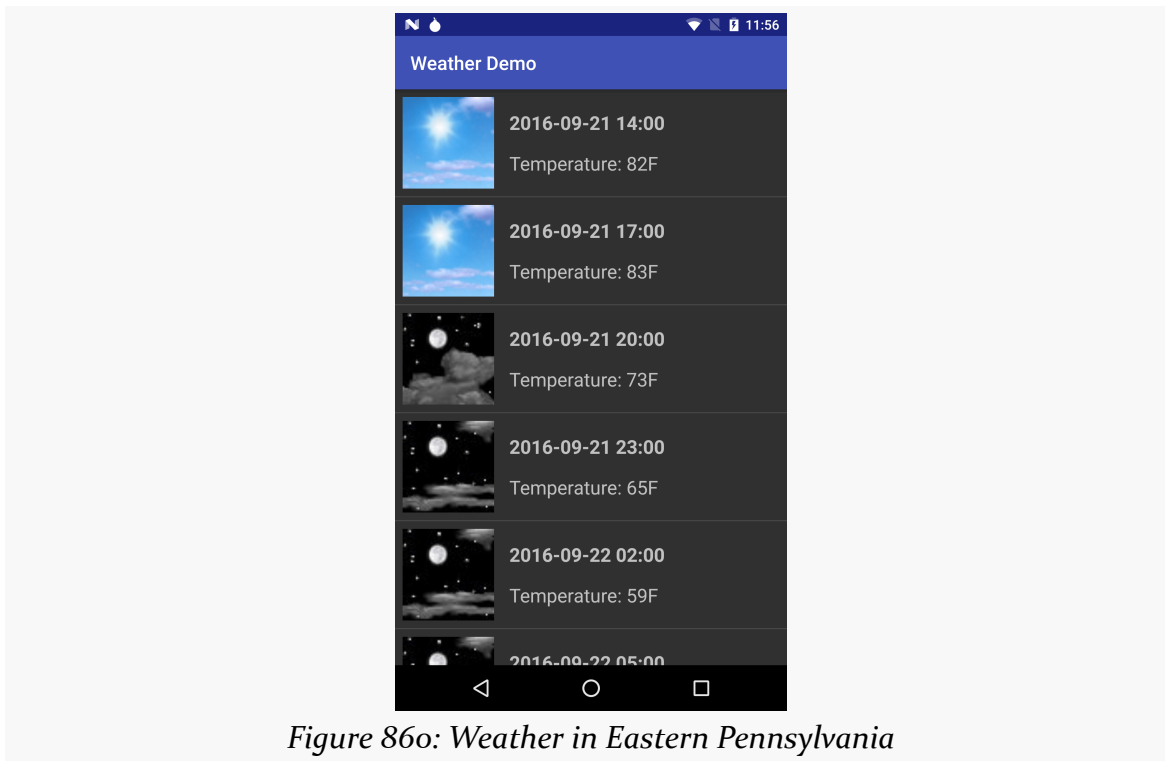 11:56
Weather Demo
2016-09-21 14:00
Temperature: 82F
2016-09-21 17:00
Temperature: 83F
2016-09-21 20:00
Temperature: 73F
2016-09-21 23:00
Temperature: 65F
2016-09-22 02:00
Temperature: 59F
2016-09-22 05:00
Figure 860: Weather in Eastern Pennsylvania